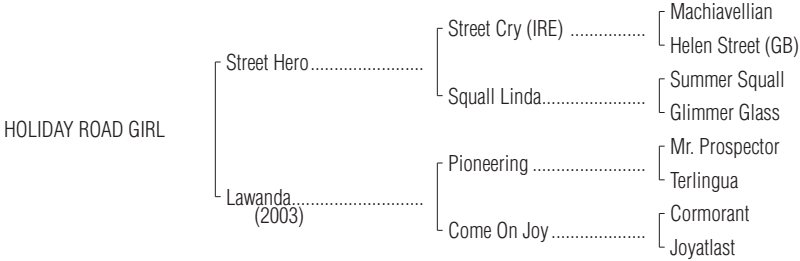 Machiavellian
Street Cry (IRE) ................
Helen Street (GB)
Street Hero.......................
Summer Squall
Squall Linda.....................
Glimmer Glass
HOLIDAY ROAD GIRL
Mr. Prospector
Pioneering .......................
Terlingua
Lawanda...........................
(2003)
Cormorant
Come On Joy ...................
Joyatlast